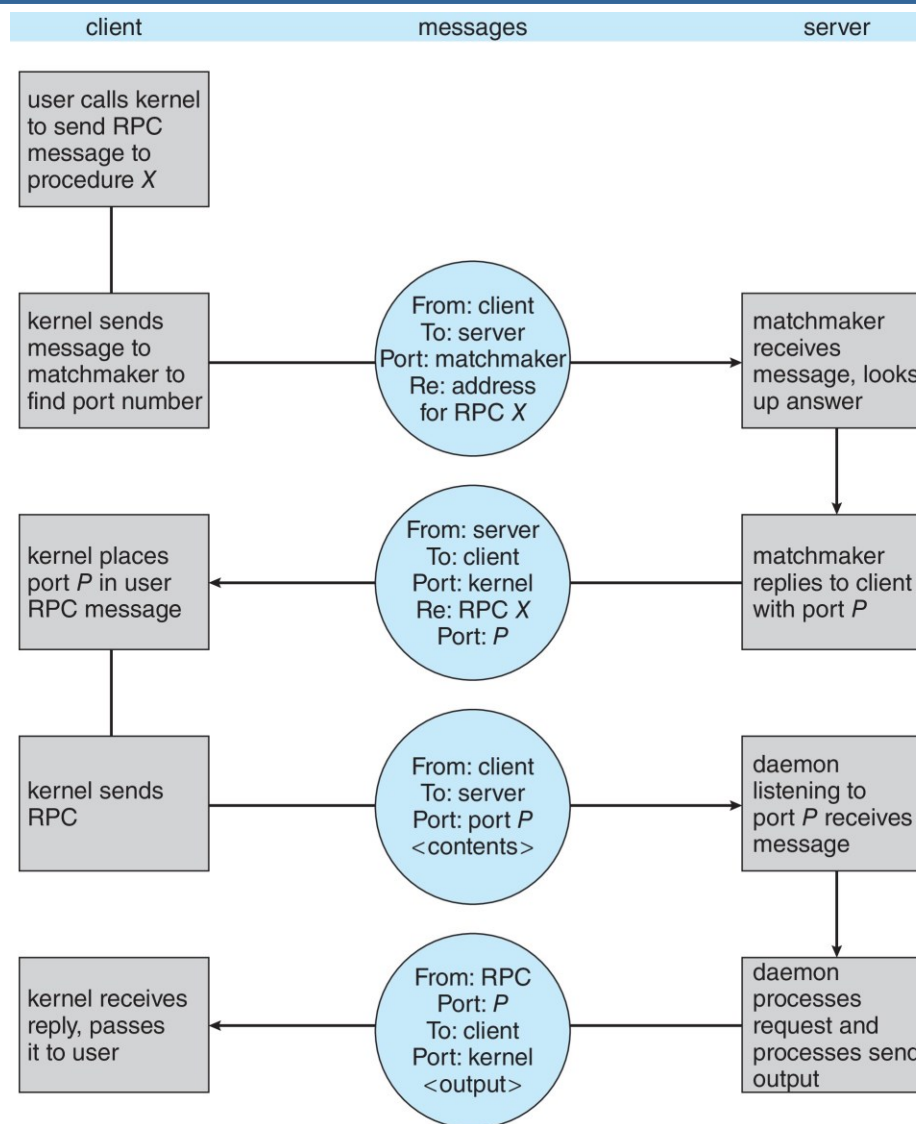 client messages server
user calls kernel
to send RPC
message to
procedure X
kernel sends
message to
matchmaker to
find port number
From: client
To: server
Port: matchmaker
Re: address
for RPC X
matchmaker
receives
message, looks
up answer
kernel places
port P in user
RPC message
From: server
To: client
Port: kernel
Re: RPC X
Port: P
matchmaker
replies to client
with port P
kernel sends
RPC
From: client
To: server
Port: port P
<contents>
daemon
listening to
port P receives
message
kernel receives
reply, passes
it to user
From: RPC
Port: P
To: client
Port: kernel
<output>
daemon
processes
request and
processes send
output